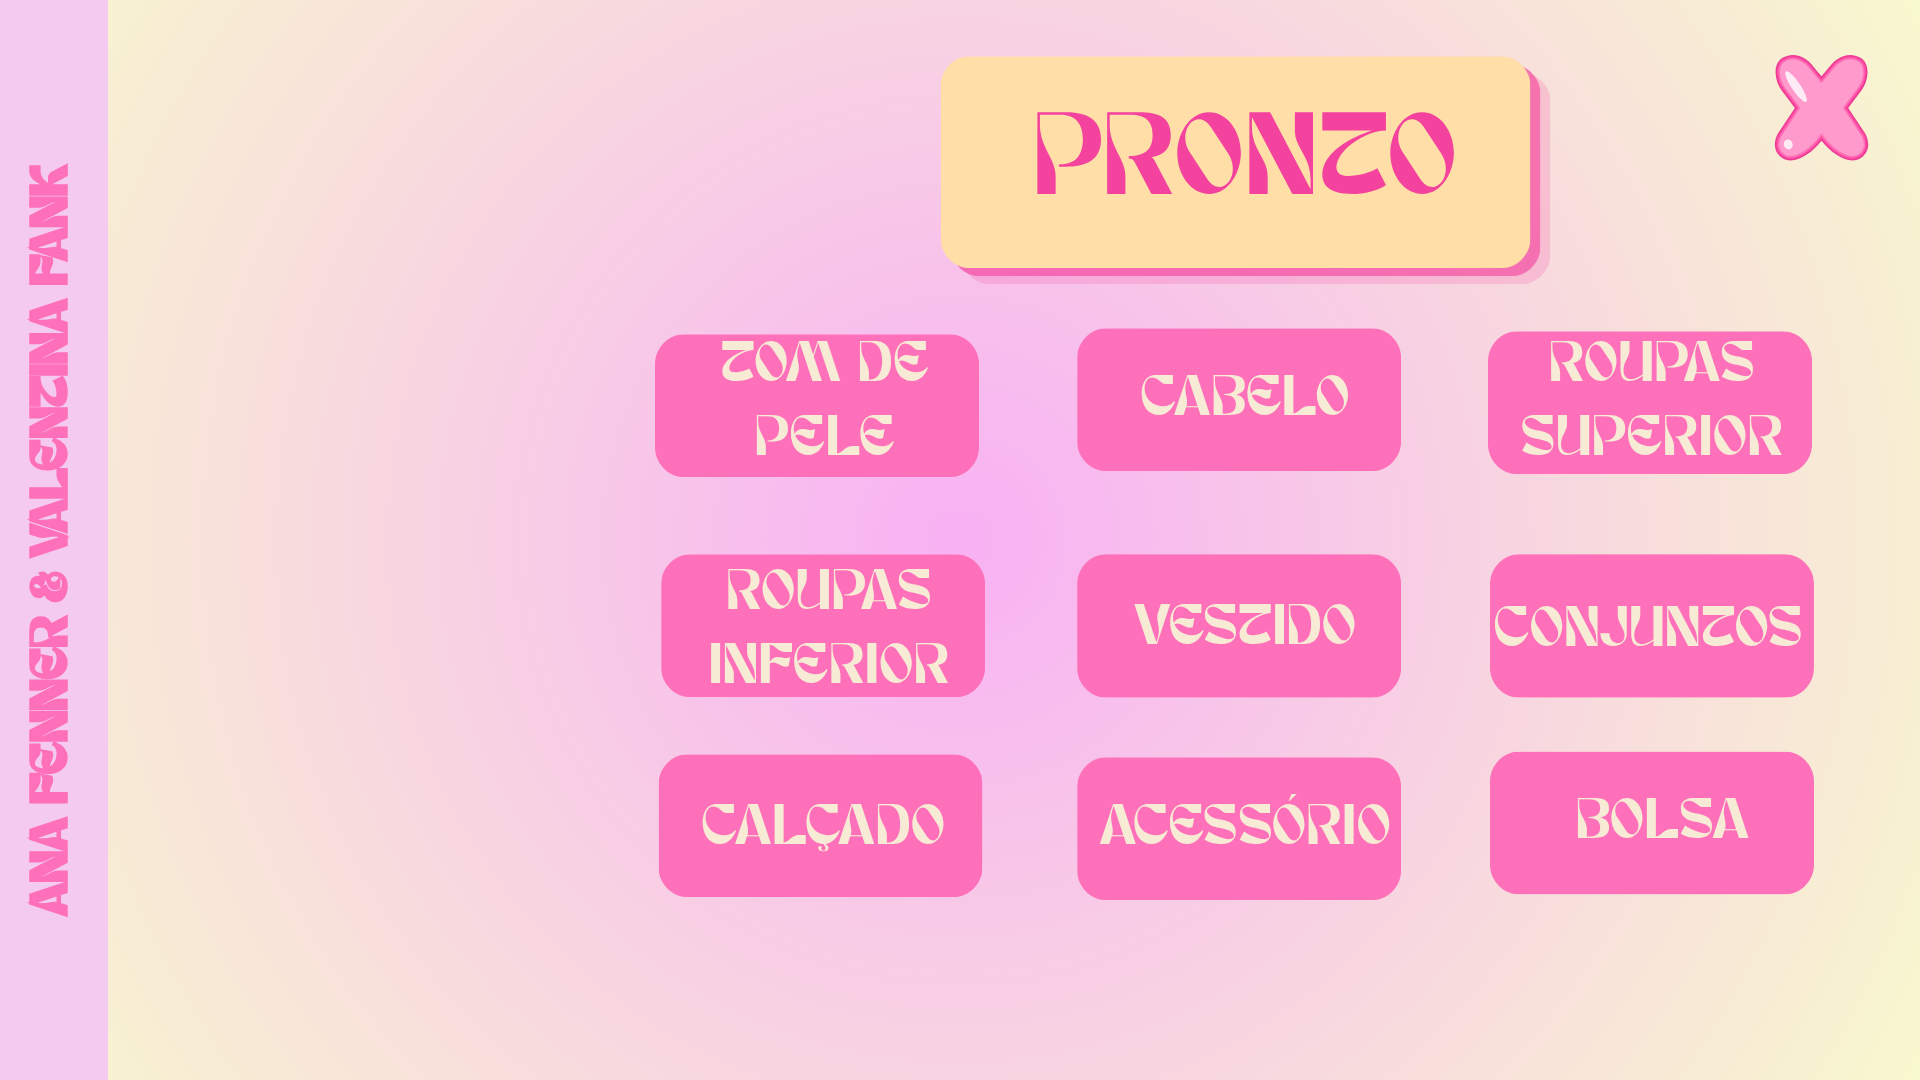 ANA FENNER & VALENTINA FANK
PRONTO
TOM DE
PELE
CABELO
ROUPAS
SUPERIOR
ROUPAS
INFERIOR
VESTIDO
CONJUNTOS
CALÇADO
ACESSÓRIO
BOLSA